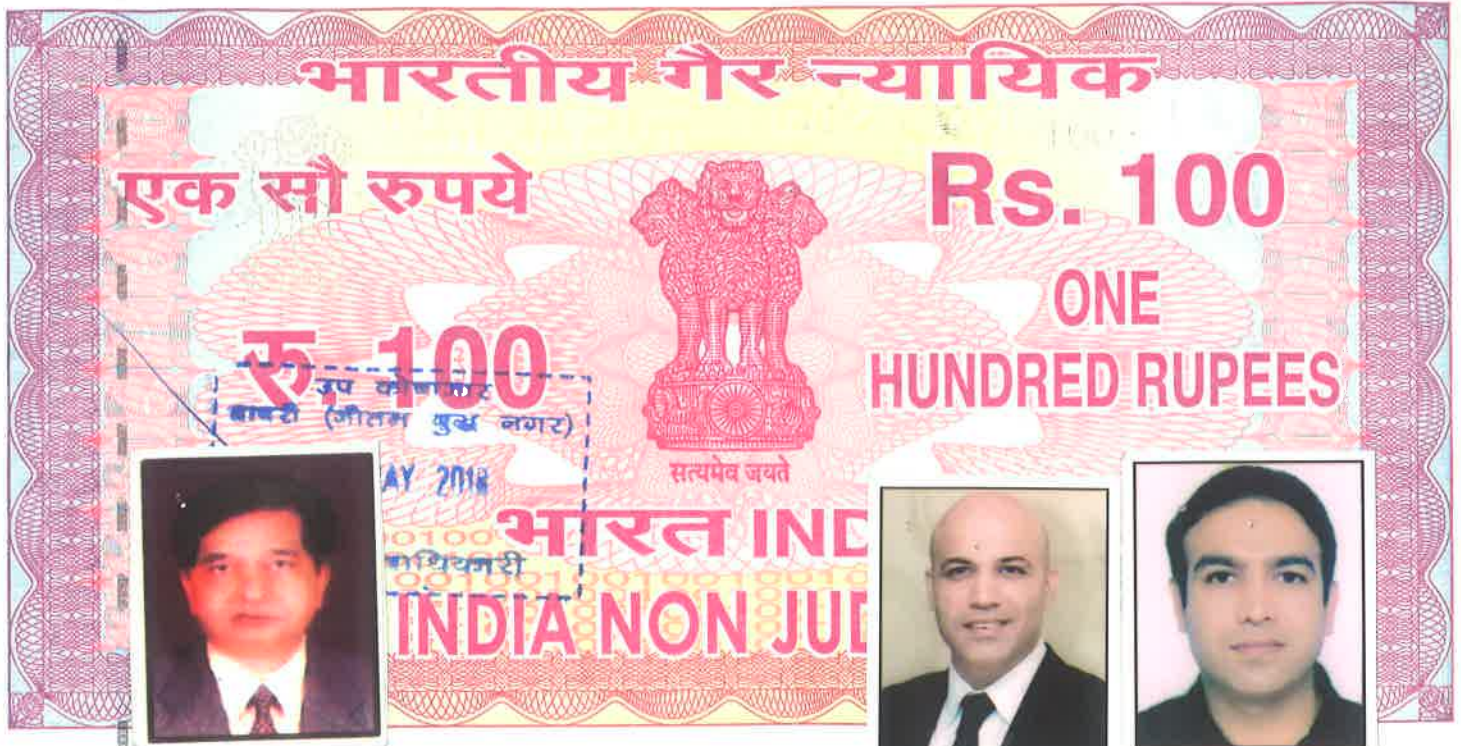 भारतीय गैर न्यायिक
एक सौ रुपये
Rs. 100
रु. 100
ONE
HUNDRED RUPEES
उप
(गौतम बुद्ध नगर)
AY 2018
सत्यमेव जयते
भारत IND
INDIA NON JUD